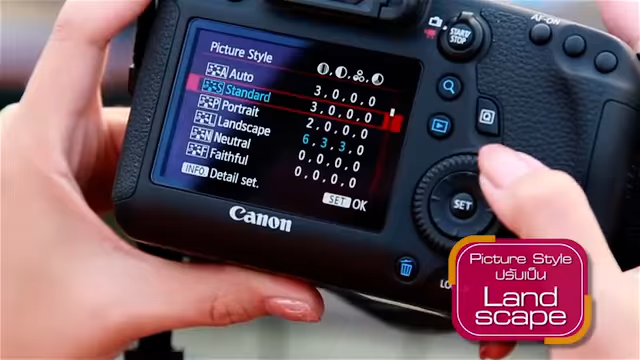 Picture Style
A Auto 3,0,0,0
S Standard 3,0,0,0
P Portrait 2,0,0,0
L Landscape 6,3,3,0
N Neutral 0,0,0,0
F Faithful 0,0,0,0
INFO Detail set. SET OK
Canon
START/
STOP
AF-ON
Q
SET
LO
Picture Style
ปรับเป็น
Land
scape